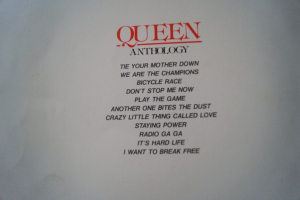 QUEEN
ANTHOLOGY
TIE YOUR MOTHER DOWN
WE ARE THE CHAMPIONS
BICYCLE RACE
DON'T STOP ME NOW
PLAY THE GAME
ANOTHER ONE BITES THE DUST
CRAZY LITTLE THING CALLED LOVE
STAYING POWER
RADIO GA GA
IT'S HARD LIFE
I WANT TO BREAK FREE